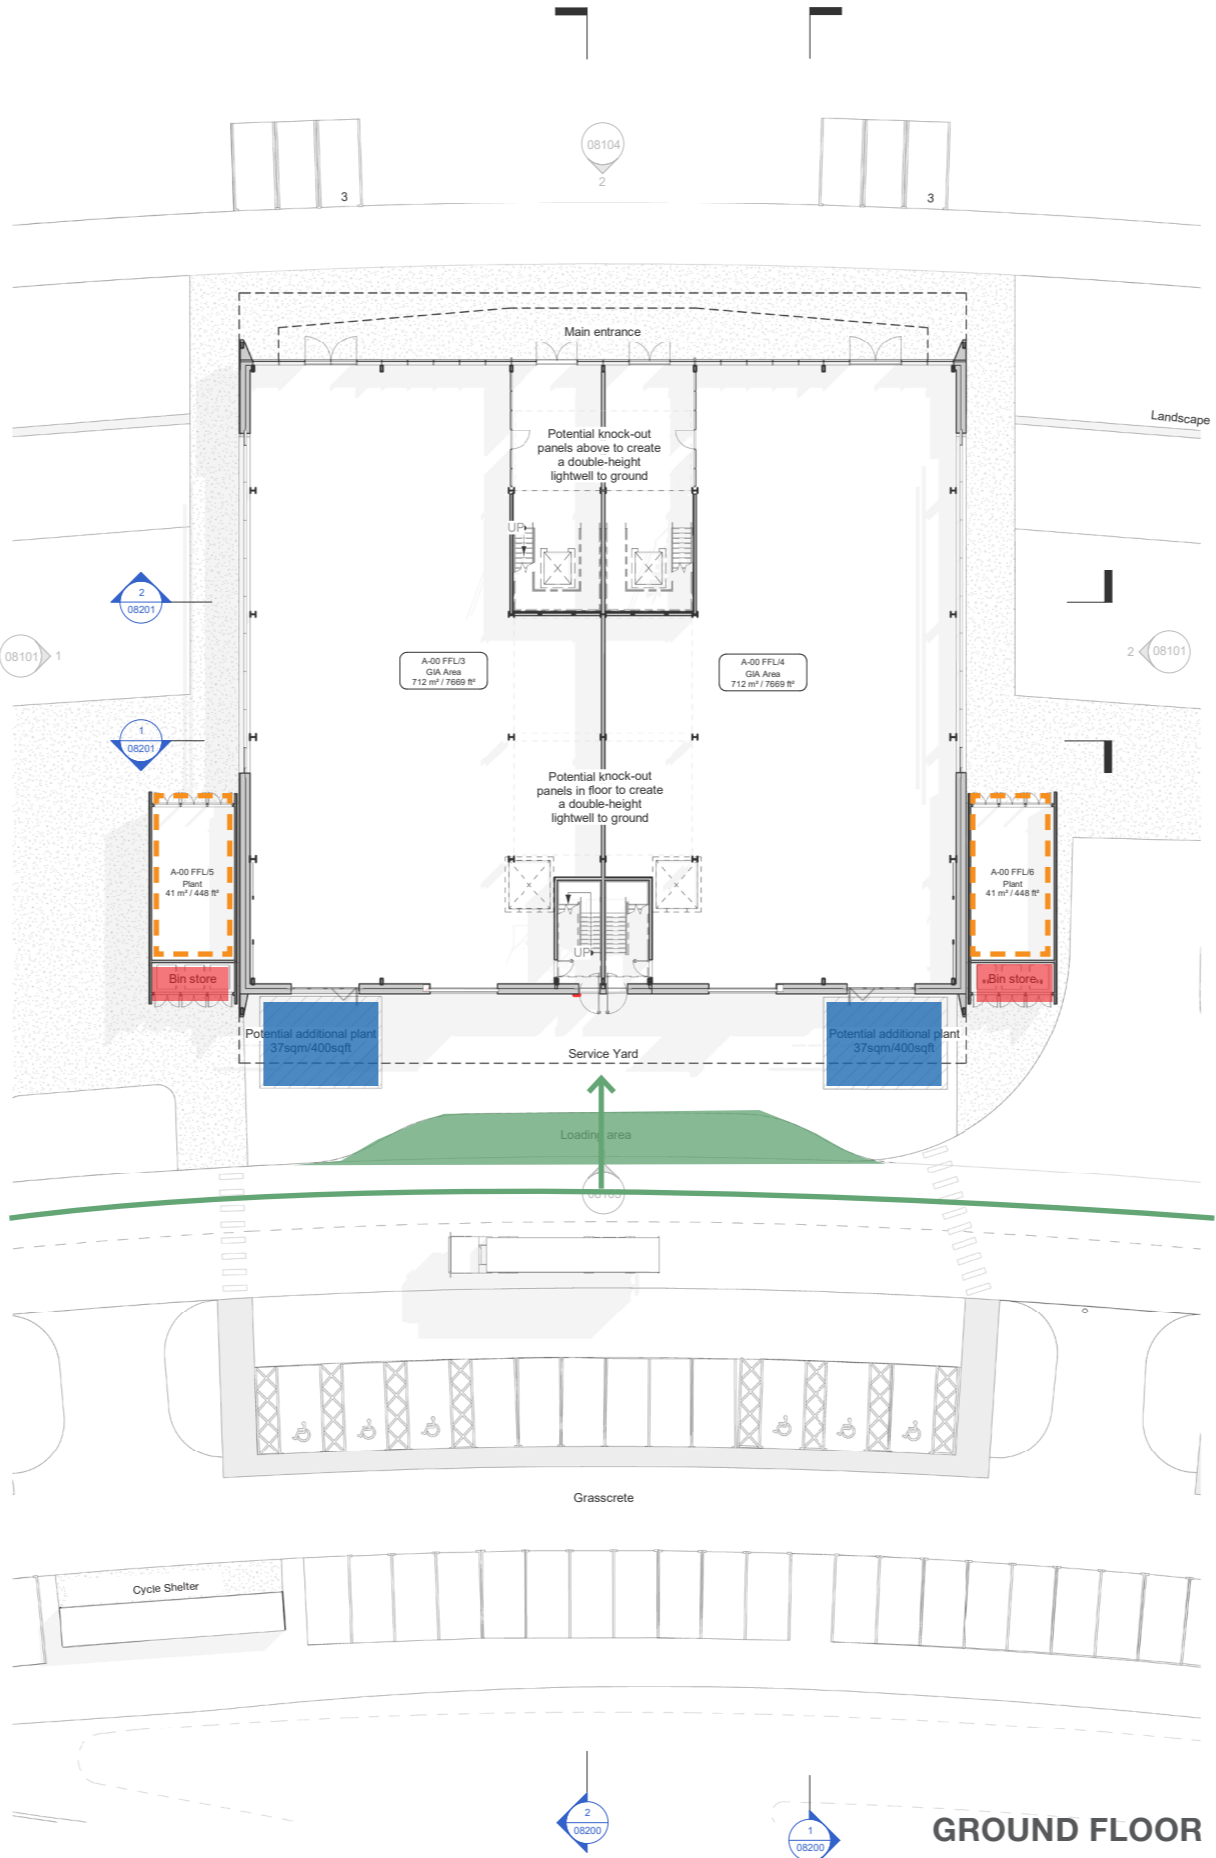 08104
2
3
3
Main entrance
Landscape
Potential knock-out
panels above to create
a double-height
lightwell to ground
UP
2
08201
08101
1
2
08101
A-00 FFL/3
GIA Area
712 m² / 7669 ft²
A-00 FFL/4
GIA Area
712 m² / 7669 ft²
1
08201
Potential knock-out
panels in floor to create
a double-height
lightwell to ground
A-00 FFL/5
Plant
41 m² / 448 ft²
A-00 FFL/6
Plant
41 m² / 448 ft²
UP
Bin store
Bin store
Potential additional plant
37sqm/400sqft
Potential additional plant
37sqm/400sqft
Service Yard
Loading area
Grasscrete
Cycle Shelter
2
08200
1
08200
GROUND FLOOR